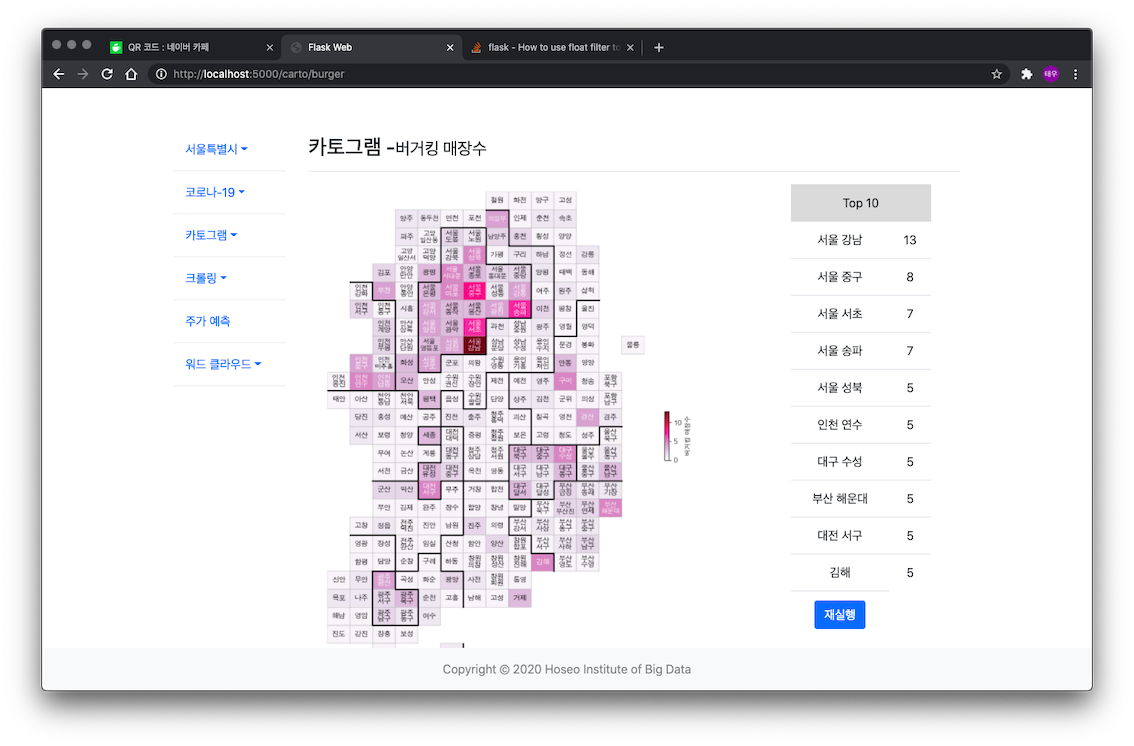 QR 코드 : 네이버 카페
Flask Web
flask - How to use float filter to
http://localhost:5000/carto/burger
태우
서울특별시
코로나-19
카토그램
크롤링
주가 예측
워드 클라우드
카토그램 -버거킹 매장수
철원 화천 양구 고성
양주 동두천 연천 포천 의정부 인제 춘천 속초
파주 고양 일산동 서울 도봉 서울 노원 남양주 홍천 횡성 양양
고양 일산서 고양 덕양 서울 강북 서울 성북 가평 구리 하남 정선 강릉
김포 안양 만안 광명 서울 서대문 서울 종로 서울 동대문 서울 중랑 양평 태백 동해
인천 강화 부천 안양 동안 서울 은평 서울 마포 서울 중구 서울 성동 서울 강동 여주 원주 삼척
인천 서구 인천 동구 시흥 서울 강서 서울 동작 서울 용산 서울 광진 서울 송파 이천 평창 울진
인천 계양 안산 상록 서울 양천 서울 관악 서울 서초 과천 성남 중원 광주 영월 영덕
인천 부평 안산 단원 서울 영등포 서울 금천 서울 강남 성남 분당 성남 수정 용인 수지 문경 봉화 울릉
인천 중구 인천 미추홀 화성 서울 구로 군포 의왕 수원 영통 용인 기흥 용인 처인 안동 영양
인천 옹진 인천 연수 인천 남동 오산 안성 수원 권선 수원 장안 제천 예천 영주 구미 청송 포항 북구
태안 아산 천안 동남 천안 서북 평택 음성 수원 팔달 단양 상주 김천 군위 의성 포항 남구
당진 홍성 예산 공주 진천 충주 청주 흥덕 괴산 칠곡 영천 경산 경주
서산 보령 청양 세종 대전 대덕 증평 청주 청원 보은 고령 청도 성주 울산 북구
부여 논산 계룡 대전 동구 청주 상당 청주 서원 대구 북구 대구 중구 대구 수성 울산 울주 울산 동구
서천 금산 대전 유성 대전 중구 옥천 영동 대구 서구 대구 남구 대구 동구 울산 중구 울산 남구
군산 익산 대전 서구 무주 거창 합천 대구 달서 대구 달성 부산 금정 부산 동래 부산 기장
부안 김제 완주 장수 함양 창녕 밀양 부산 북구 부산 부산진 부산 연제 부산 해운대
고창 정읍 전주 덕진 진안 남원 진주 의령 부산 강서 부산 사상 부산 동구 부산 중구
영광 장성 전주 완산 임실 산청 함안 양산 창원 합포 부산 서구 부산 사하 부산 남구
함평 담양 순창 구례 하동 창원 의창 창원 성산 창원 진해 김해 부산 영도 부산 수영
신안 무안 광주 광산 곡성 화순 광양 사천 창원 회원 통영
목포 나주 광주 서구 광주 북구 순천 고흥 남해 고성 거제
해남 영암 광주 남구 광주 동구 여수
진도 강진 장흥 보성
10
5
0
버거킹 매장수
Top 10
서울 강남 13
서울 중구 8
서울 서초 7
서울 송파 7
서울 성북 5
인천 연수 5
대구 수성 5
부산 해운대 5
대전 서구 5
김해 5
재실행
Copyright © 2020 Hoseo Institute of Big Data